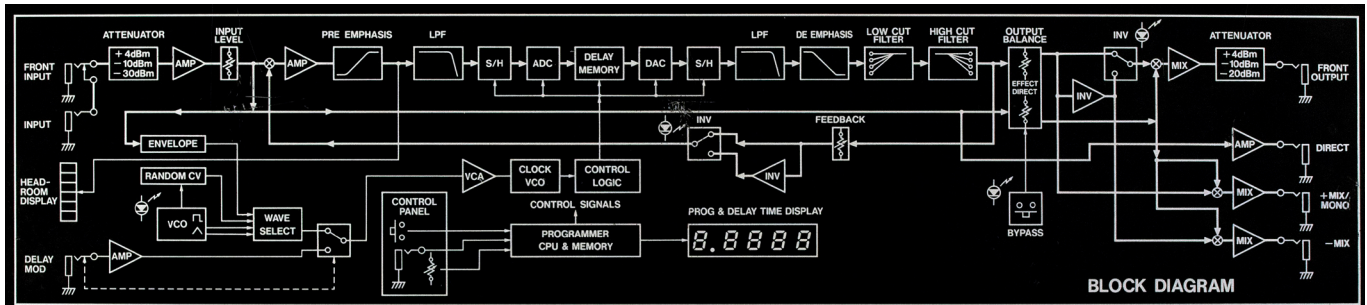 ATTENUATOR
+ 4dBm
− 10dBm
− 30dBm
FRONT
INPUT
AMP
INPUT
LEVEL
AMP
PRE EMPHASIS
LPF
S/H
ADC
DELAY
MEMORY
DAC
S/H
LPF
DE EMPHASIS
LOW CUT
FILTER
HIGH CUT
FILTER
OUTPUT
BALANCE
EFFECT
DIRECT
INV
INV
MIX
ATTENUATOR
+4dBm
−10dBm
−20dBm
FRONT
OUTPUT
INPUT
ENVELOPE
INV
FEEDBACK
INV
AMP
DIRECT
HEAD-
ROOM
DISPLAY
RANDOM CV
VCO
WAVE
SELECT
VCA
CLOCK
VCO
CONTROL
LOGIC
CONTROL SIGNALS
CONTROL
PANEL
PROGRAMMER
CPU & MEMORY
PROG & DELAY TIME DISPLAY
8.8888
BYPASS
MIX
+MIX/
MONO
MIX
−MIX
DELAY
MOD
AMP
BLOCK DIAGRAM